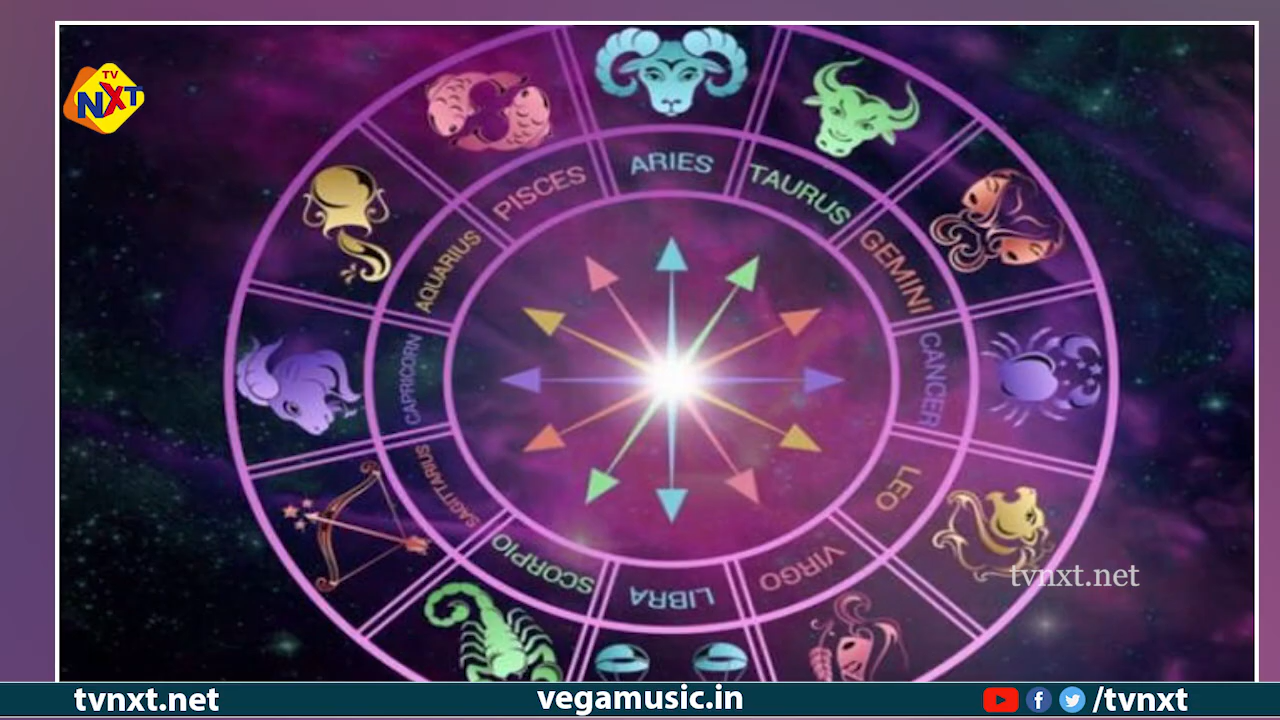 TV
NXT
ARIES
TAURUS
GEMINI
CANCER
LEO
VIRGO
LIBRA
SCORPIO
SAGITTARIUS
CAPRICORN
AQUARIUS
PISCES
tvnxt.net
tvnxt.net
vegamusic.in
/tvnxt